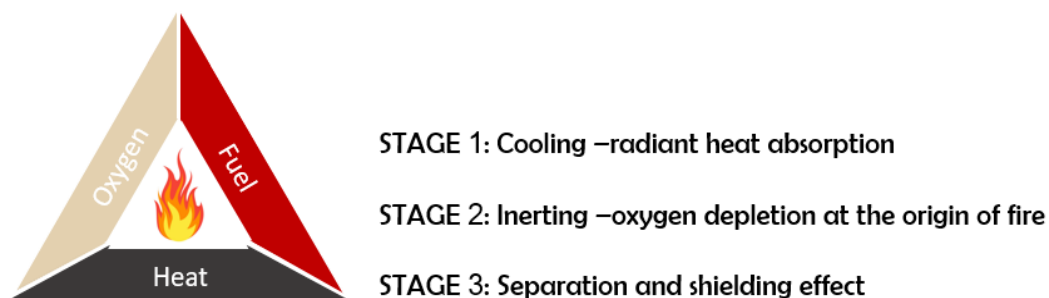 Oxygen
Fuel
Heat
STAGE 1: Cooling –radiant heat absorption
STAGE 2: Inerting –oxygen depletion at the origin of fire
STAGE 3: Separation and shielding effect